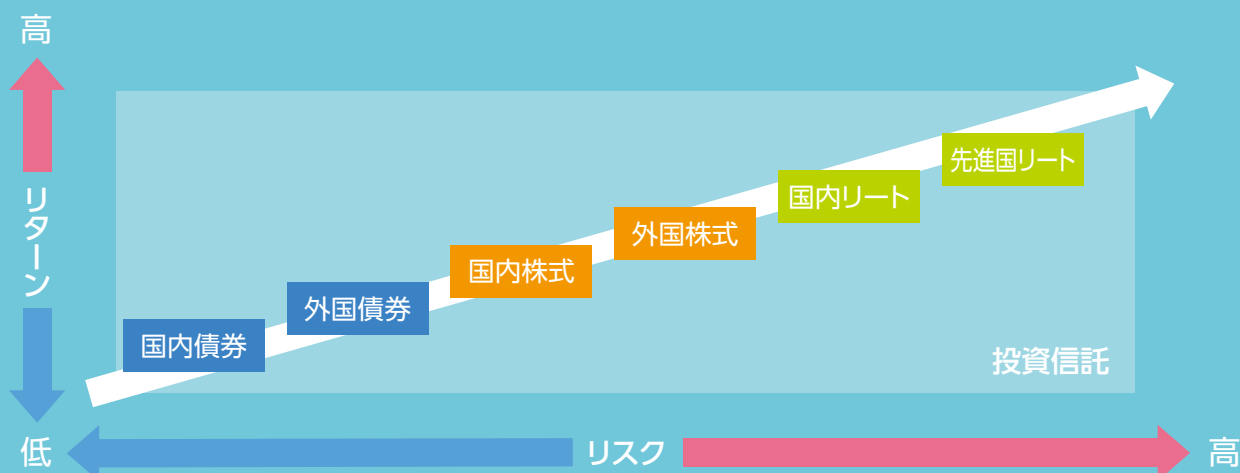 高
リターン
低
先進国リート
国内リート
外国株式
国内株式
外国債券
国内債券
投資信託
リスク
高